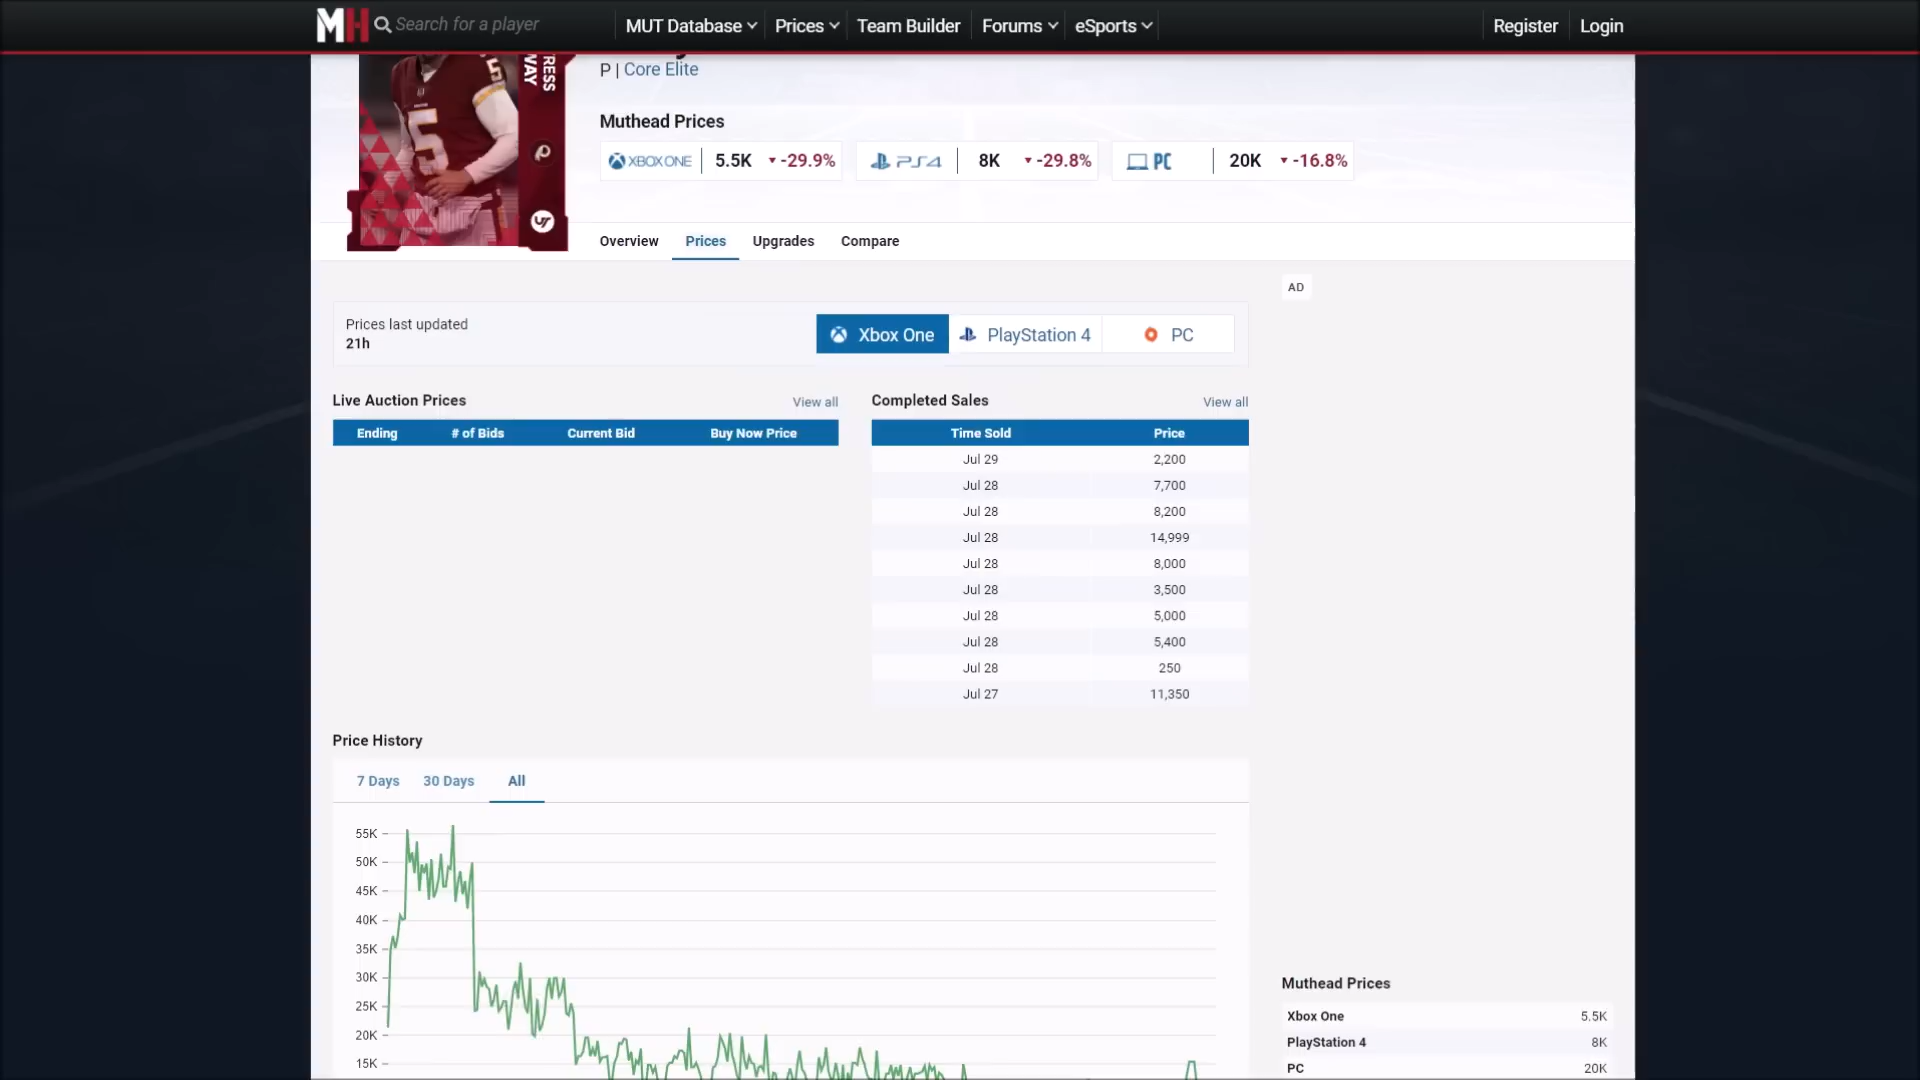 MH Search for a player MUT Database Prices Team Builder Forums eSports Register Login
RESS
WAY
5
5
P | Core Elite
Muthead Prices
XBOX ONE 5.5K -29.9% PS4 8K -29.8% PC 20K -16.8%
UT
Overview Prices Upgrades Compare
AD
Prices last updated
21h
Xbox One PlayStation 4 PC
Live Auction Prices View all
Ending # of Bids Current Bid Buy Now Price
Completed Sales View all
Time Sold Price
Jul 29 2,200
Jul 28 7,700
Jul 28 8,200
Jul 28 14,999
Jul 28 8,000
Jul 28 3,500
Jul 28 5,000
Jul 28 5,400
Jul 28 250
Jul 27 11,350
Price History
7 Days 30 Days All
55K
50K
45K
40K
35K
30K
25K
20K
15K
Muthead Prices
Xbox One 5.5K
PlayStation 4 8K
PC 20K